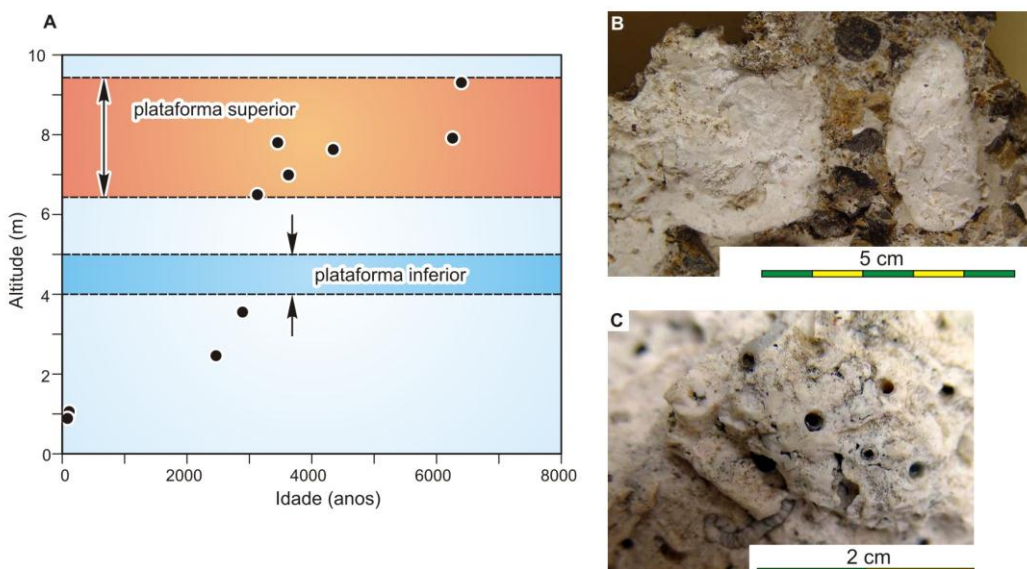 A
10
8
6
4
2
0
Altitude (m)
plataforma superior
plataforma inferior
0
2000
4000
6000
8000
Idade (anos)
B
5 cm
C
2 cm